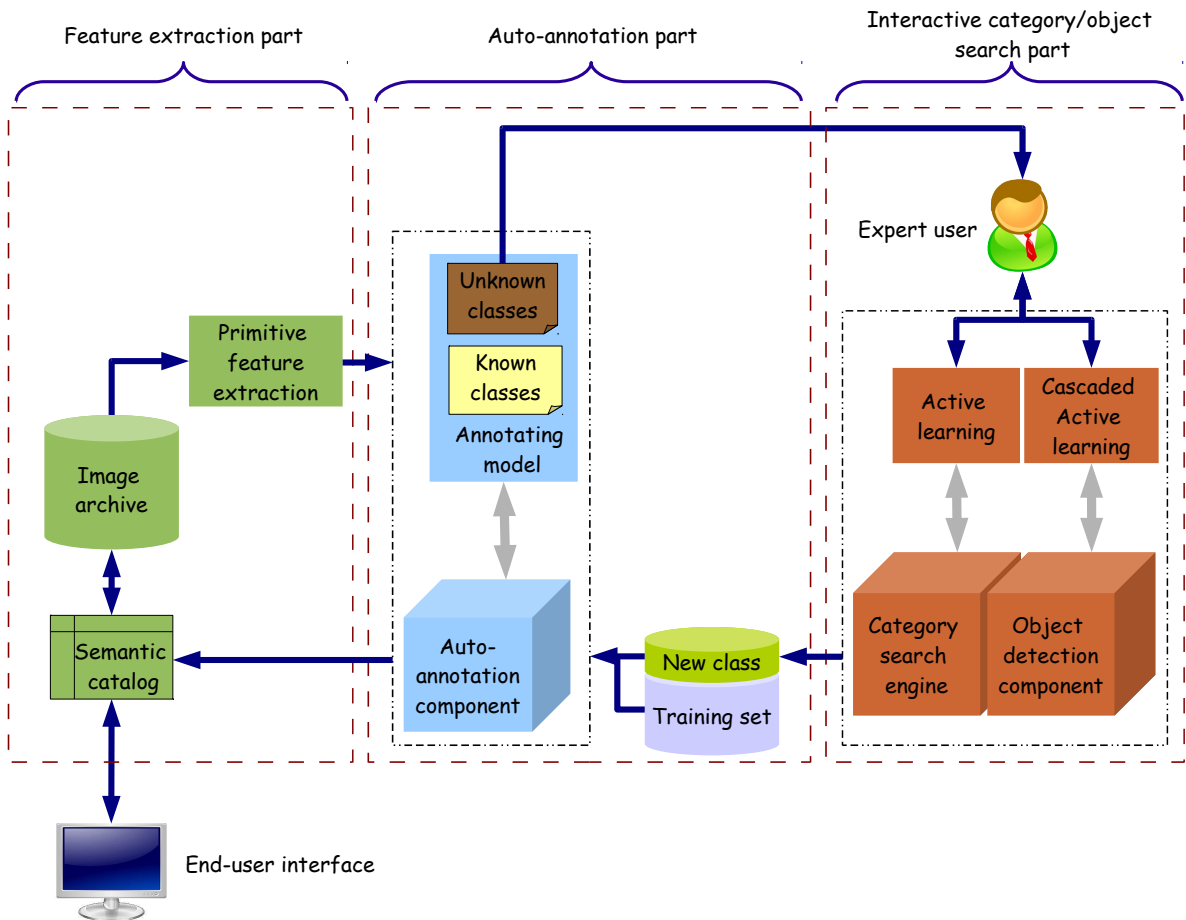 Feature extraction part
Auto-annotation part
Interactive category/object
search part
Expert user
Unknown
classes
Known
classes
Annotating
model
Primitive
feature
extraction
Image
archive
Semantic
catalog
Auto-
annotation
component
New class
Training set
Active
learning
Cascaded
Active
learning
Category
search
engine
Object
detection
component
End-user interface